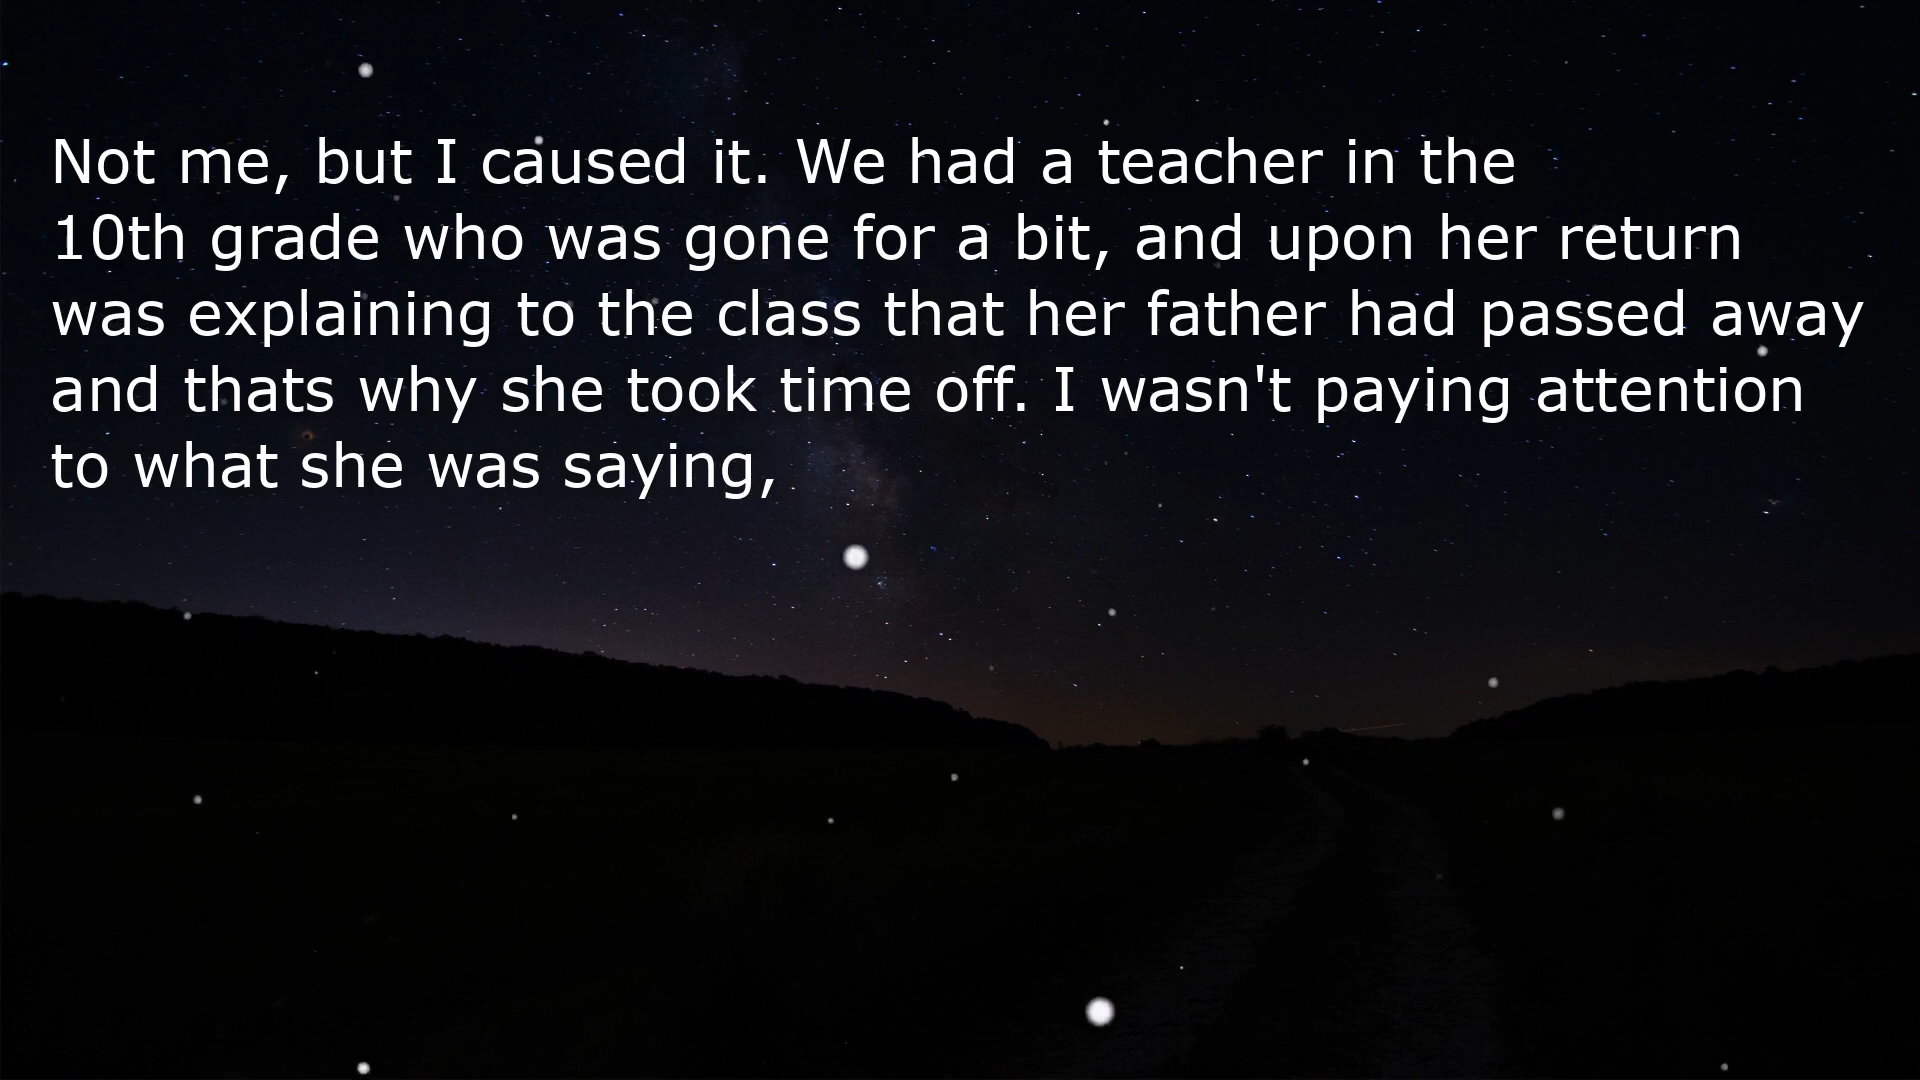 Not me, but I caused it. We had a teacher in the
10th grade who was gone for a bit, and upon her return
was explaining to the class that her father had passed away
and thats why she took time off. I wasn't paying attention
to what she was saying,